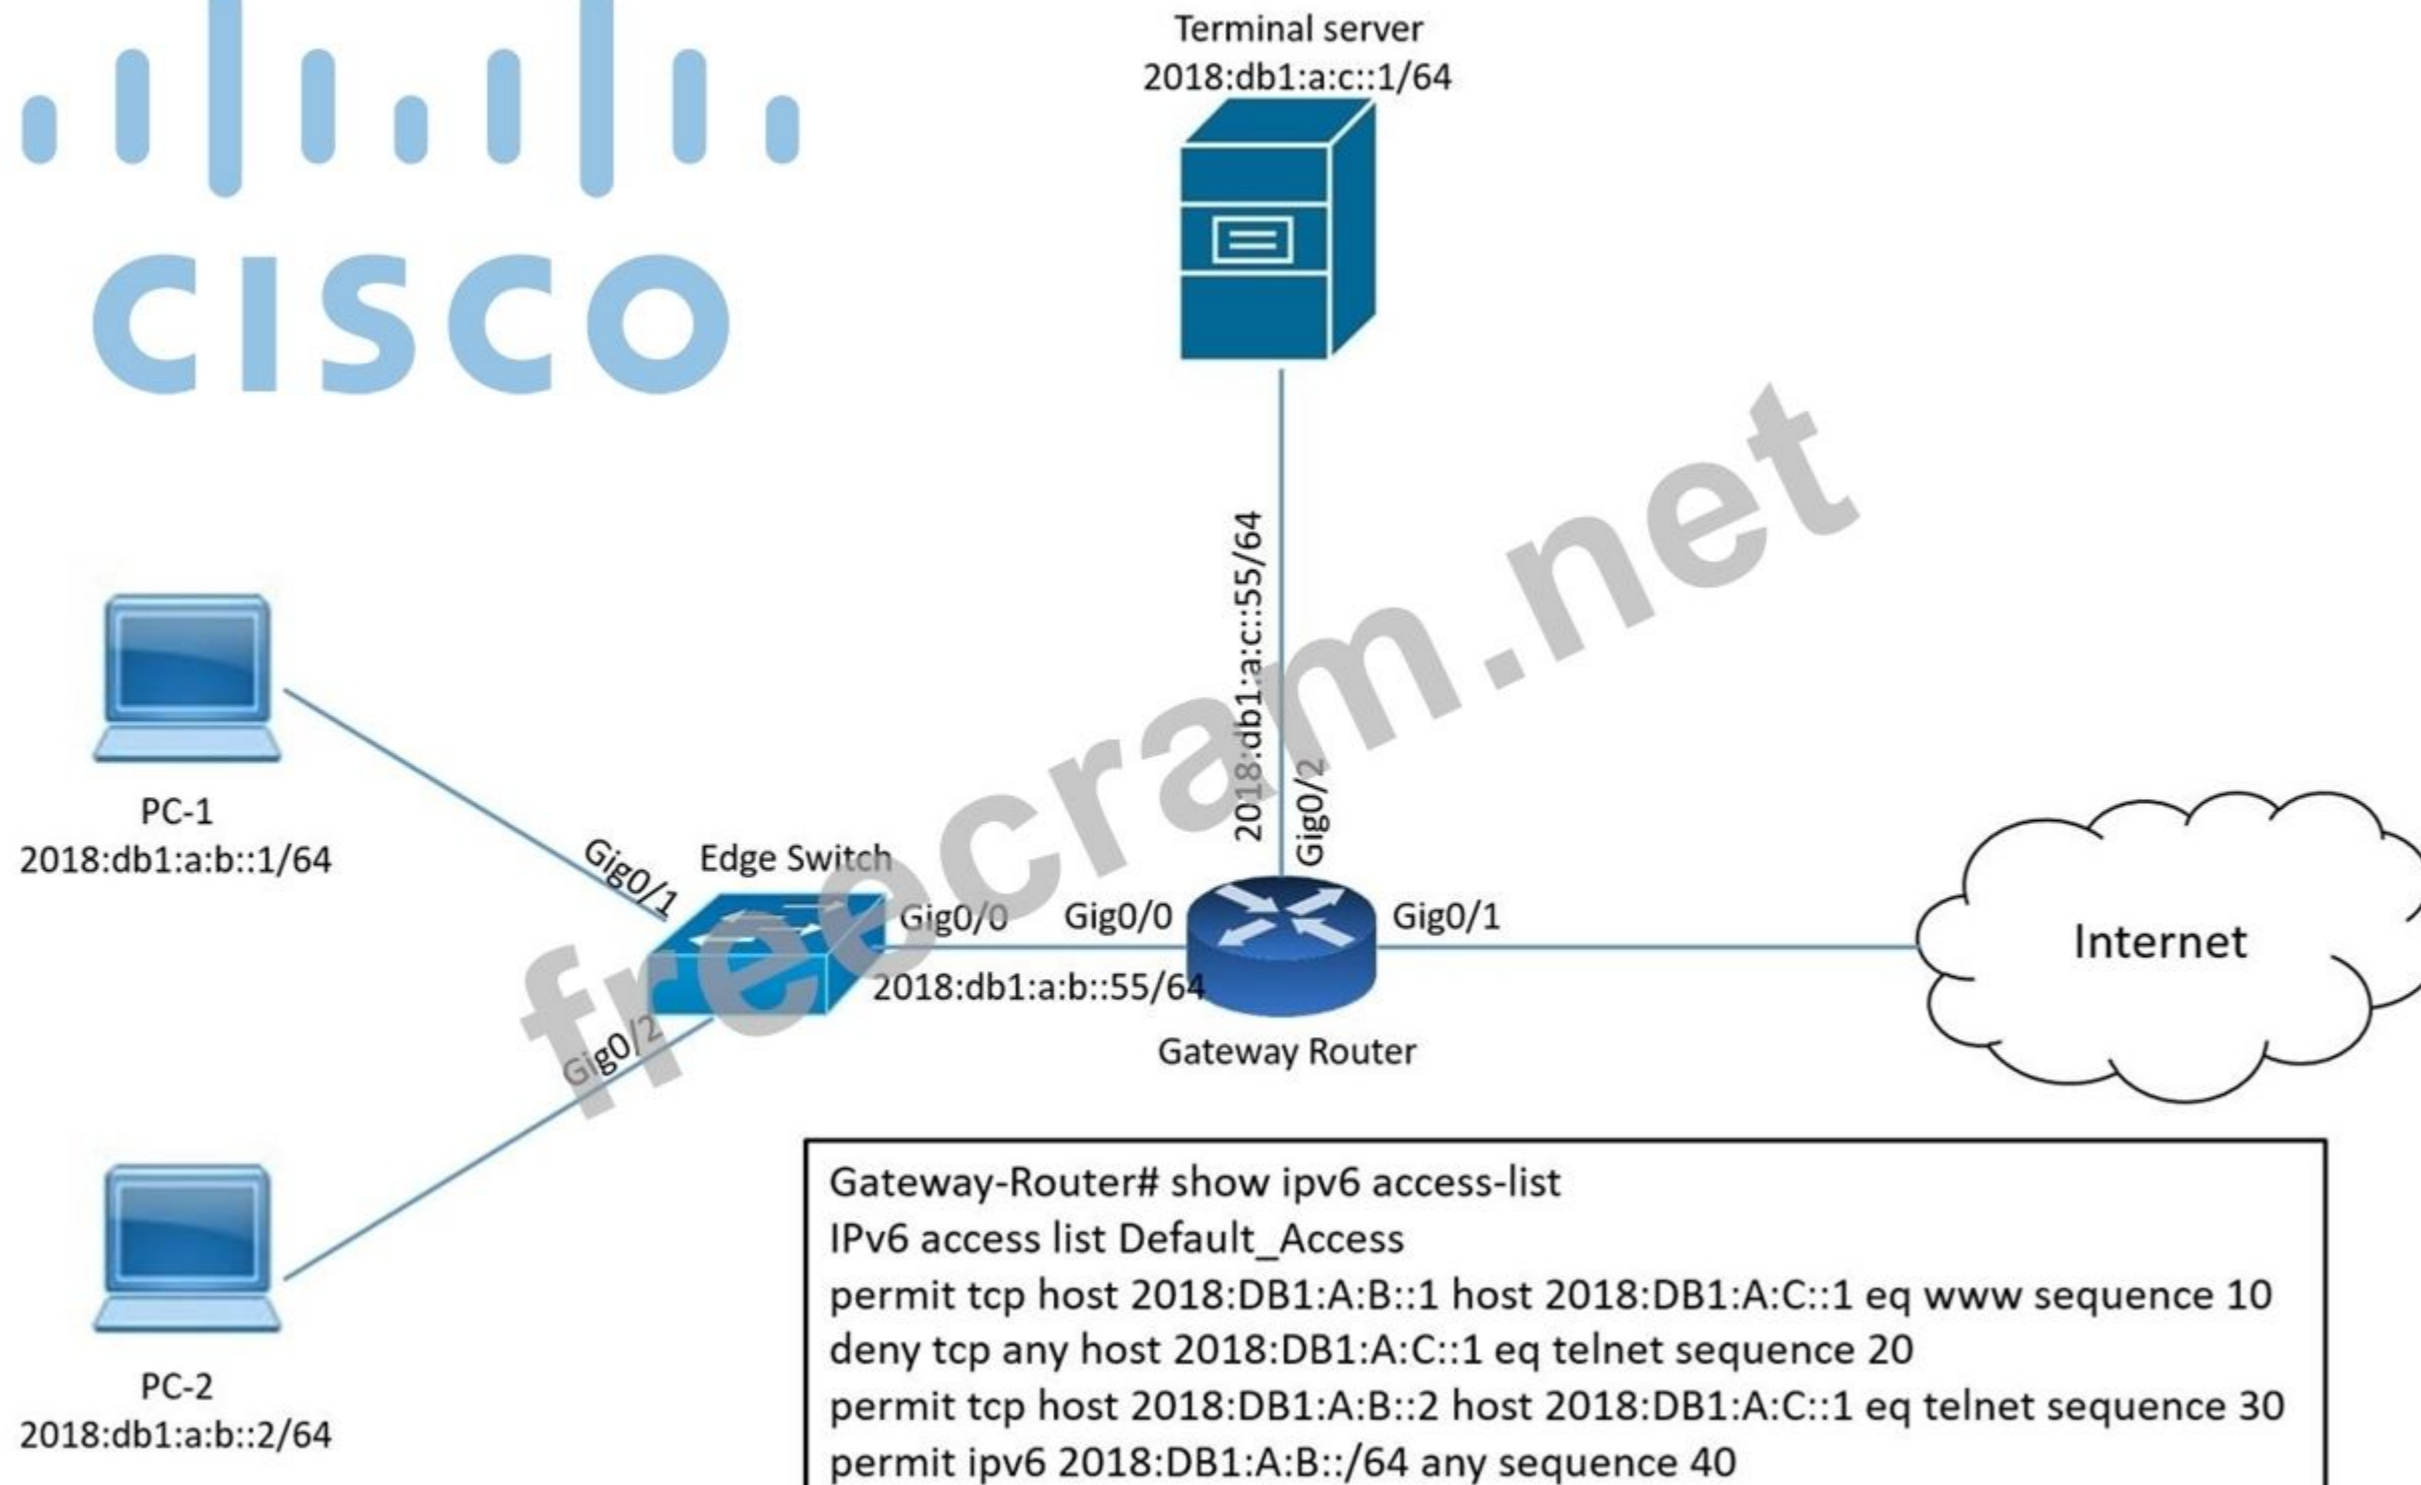 CISCO
Terminal server
2018:db1:a:c::1/64
2018:db1:a:c::55/64
Gig0/2
PC-1
2018:db1:a:b::1/64
Gig0/1
Edge Switch
Gig0/0
Gig0/0
Gig0/1
Internet
2018:db1:a:b::55/64
Gig0/2
Gateway Router
freecram.net
PC-2
2018:db1:a:b::2/64
Gateway-Router# show ipv6 access-list
IPv6 access list Default_Access
permit tcp host 2018:DB1:A:B::1 host 2018:DB1:A:C::1 eq www sequence 10
deny tcp any host 2018:DB1:A:C::1 eq telnet sequence 20
permit tcp host 2018:DB1:A:B::2 host 2018:DB1:A:C::1 eq telnet sequence 30
permit ipv6 2018:DB1:A:B::/64 any sequence 40